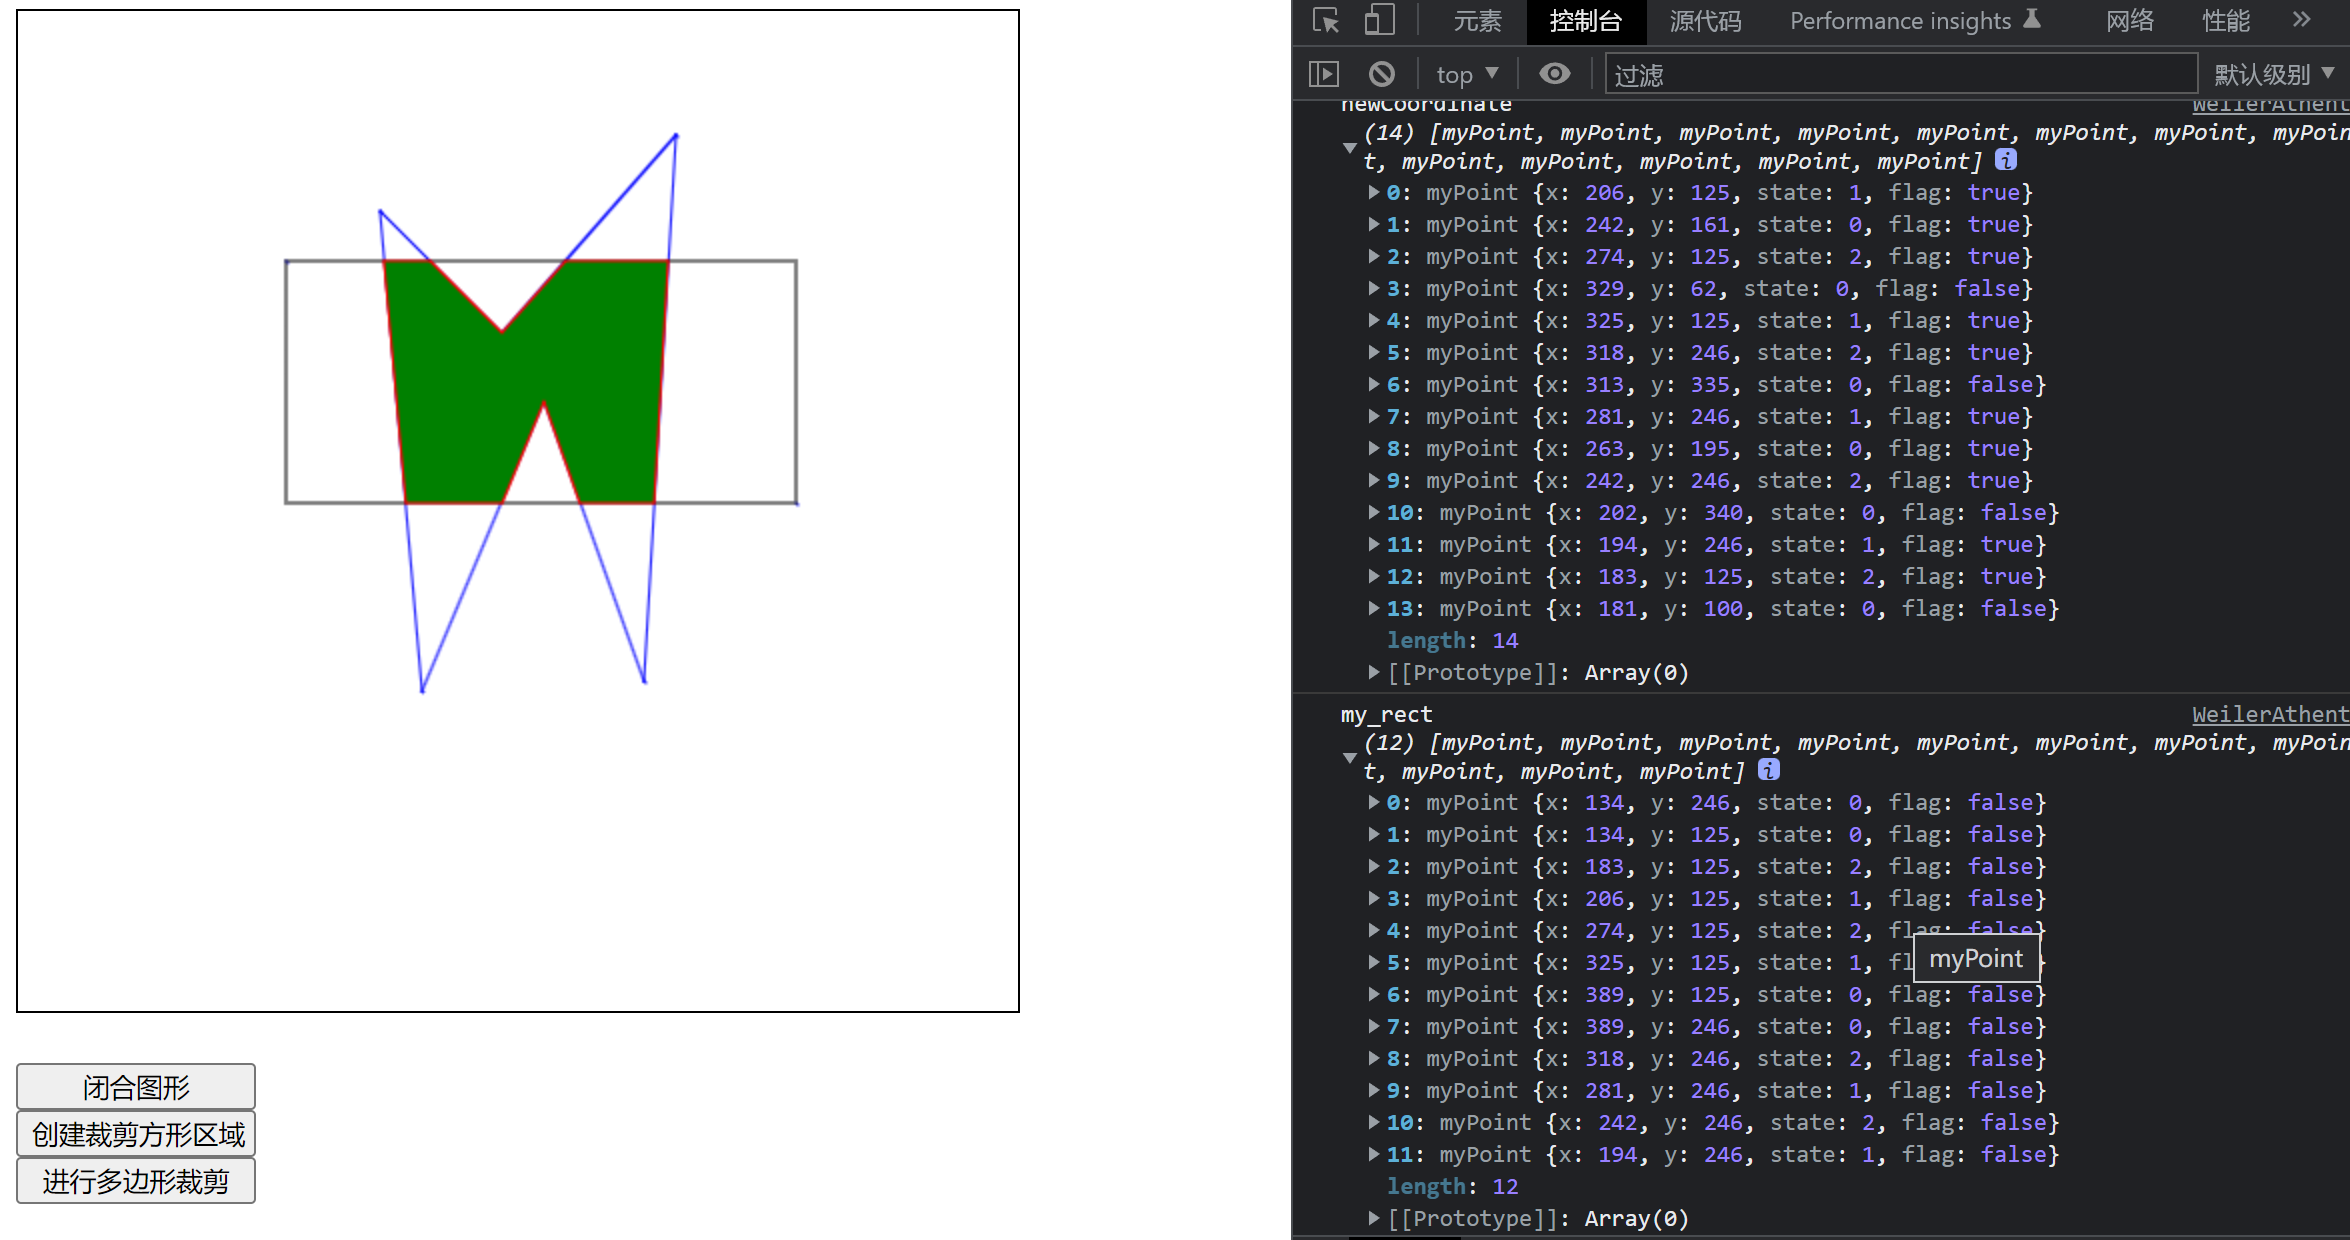 闭合图形
创建裁剪方形区域
进行多边形裁剪
元素 控制台 源代码 Performance insights 网络 性能
top 过滤 默认级别
newCoordinate WeilerAthent
(14) [myPoint, myPoint, myPoint, myPoint, myPoint, myPoint, myPoint, myPoin
t, myPoint, myPoint, myPoint, myPoint, myPoint]
0: myPoint {x: 206, y: 125, state: 1, flag: true}
1: myPoint {x: 242, y: 161, state: 0, flag: true}
2: myPoint {x: 274, y: 125, state: 2, flag: true}
3: myPoint {x: 329, y: 62, state: 0, flag: false}
4: myPoint {x: 325, y: 125, state: 1, flag: true}
5: myPoint {x: 318, y: 246, state: 2, flag: true}
6: myPoint {x: 313, y: 335, state: 0, flag: false}
7: myPoint {x: 281, y: 246, state: 1, flag: true}
8: myPoint {x: 263, y: 195, state: 0, flag: true}
9: myPoint {x: 242, y: 246, state: 2, flag: true}
10: myPoint {x: 202, y: 340, state: 0, flag: false}
11: myPoint {x: 194, y: 246, state: 1, flag: true}
12: myPoint {x: 183, y: 125, state: 2, flag: true}
13: myPoint {x: 181, y: 100, state: 0, flag: false}
length: 14
[[Prototype]]: Array(0)
my_rect WeilerAthent
(12) [myPoint, myPoint, myPoint, myPoint, myPoint, myPoint, myPoint, myPoin
t, myPoint, myPoint, myPoint]
0: myPoint {x: 134, y: 246, state: 0, flag: false}
1: myPoint {x: 134, y: 125, state: 0, flag: false}
2: myPoint {x: 183, y: 125, state: 2, flag: false}
3: myPoint {x: 206, y: 125, state: 1, flag: false}
4: myPoint {x: 274, y: 125, state: 2, flag: false}
5: myPoint {x: 325, y: 125, state: 1, fl }
myPoint
6: myPoint {x: 389, y: 125, state: 0, flag: false}
7: myPoint {x: 389, y: 246, state: 0, flag: false}
8: myPoint {x: 318, y: 246, state: 2, flag: false}
9: myPoint {x: 281, y: 246, state: 1, flag: false}
10: myPoint {x: 242, y: 246, state: 2, flag: false}
11: myPoint {x: 194, y: 246, state: 1, flag: false}
length: 12
[[Prototype]]: Array(0)